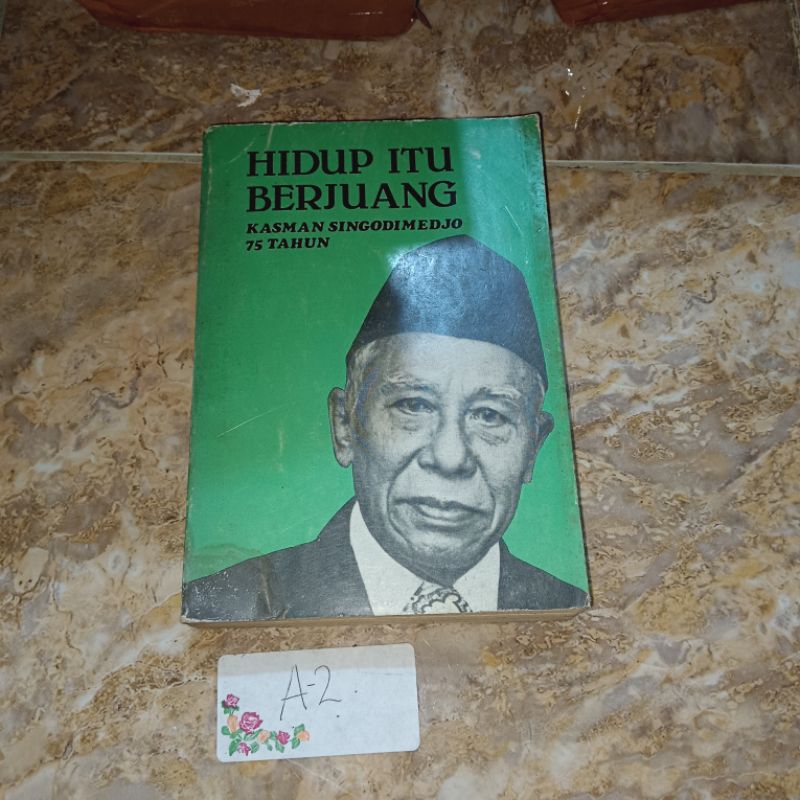 HIDUP ITU
BERJUANG
KASMAN SINGODIMEDJO
75 TAHUN
A-2